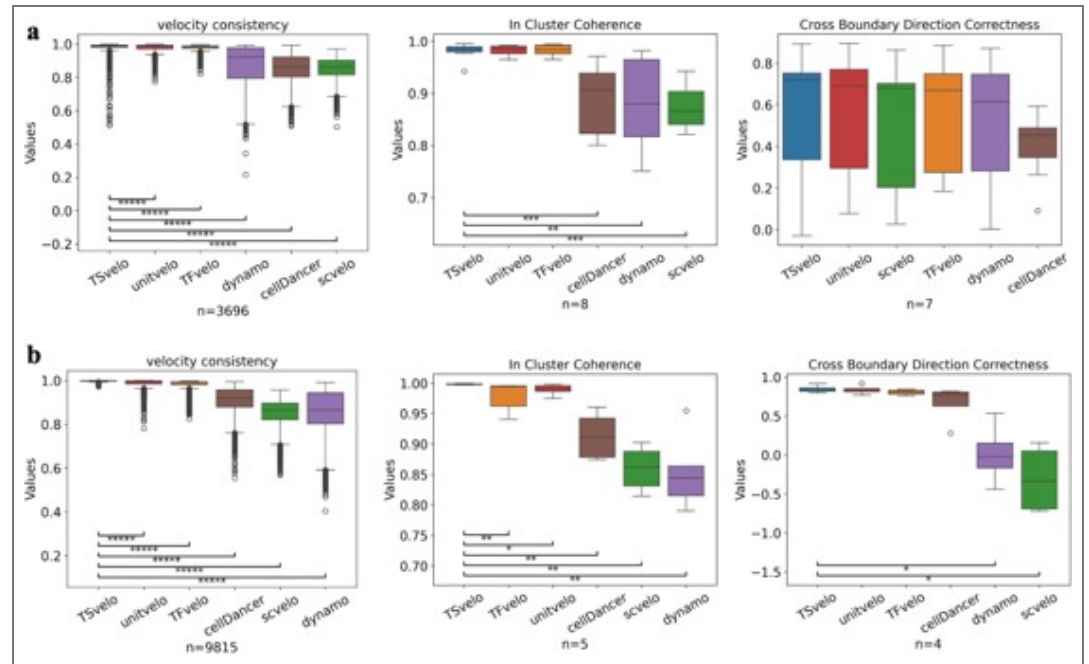 a
velocity consistency
1.0
0.8
0.6
0.4
0.2
0.0
−0.2
Values
*****
*****
*****
*****
*****
TSvelo
unitvelo
TFvelo
dynamo
cellDancer
scvelo
n=3696
In Cluster Coherence
1.0
0.9
0.8
0.7
Values
***
**
***
TSvelo
unitvelo
TFvelo
cellDancer
dynamo
scvelo
n=8
Cross Boundary Direction Correctness
0.8
0.6
0.4
0.2
0.0
Values
TSvelo
unitvelo
scvelo
TFvelo
dynamo
cellDancer
n=7
b
velocity consistency
1.0
0.8
0.6
0.4
0.2
Values
*****
*****
*****
*****
*****
TSvelo
unitvelo
TFvelo
cellDancer
scvelo
dynamo
n=9815
In Cluster Coherence
1.00
0.95
0.90
0.85
0.80
0.75
0.70
Values
**
*
**
**
**
TSvelo
TFvelo
unitvelo
cellDancer
scvelo
dynamo
n=5
Cross Boundary Direction Correctness
1.0
0.5
0.0
−0.5
−1.0
−1.5
Values
*
*
TSvelo
unitvelo
TFvelo
cellDancer
dynamo
scvelo
n=4